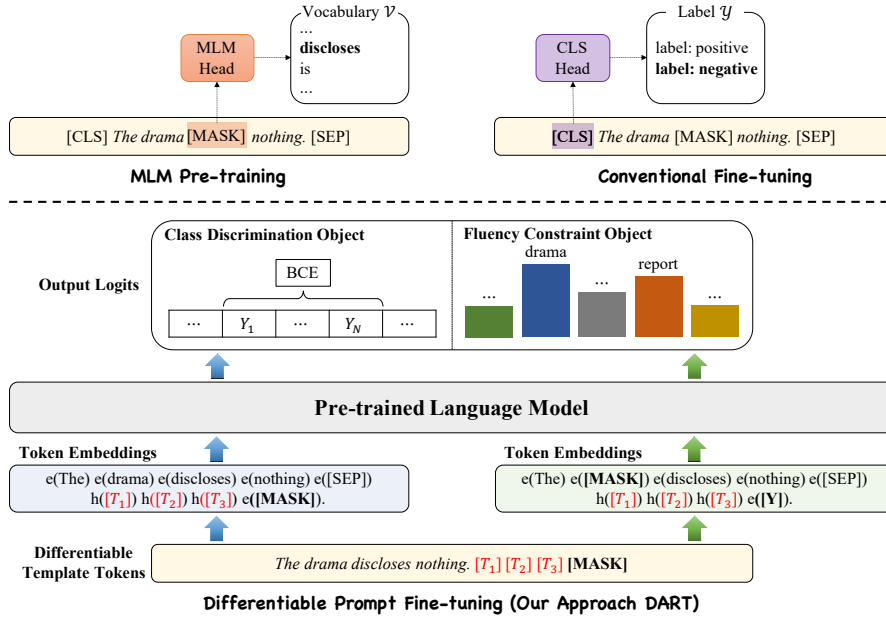 Vocabulary 𝒱
...
discloses
is
...
MLM
Head
[CLS] The drama [MASK] nothing. [SEP]
MLM Pre-training
Label 𝒴
label: positive
label: negative
CLS
Head
[CLS] The drama [MASK] nothing. [SEP]
Conventional Fine-tuning
Output Logits
Class Discrimination Object
BCE
... Y₁ ... Y_N ...
Fluency Constraint Object
... drama ... report ...
Pre-trained Language Model
Token Embeddings
e(The) e(drama) e(discloses) e(nothing) e([SEP])
h([T₁]) h([T₂]) h([T₃]) e([MASK]).
Token Embeddings
e(The) e([MASK]) e(discloses) e(nothing) e([SEP])
h([T₁]) h([T₂]) h([T₃]) e([Y]).
Differentiable
Template Tokens
The drama discloses nothing. [T₁] [T₂] [T₃] [MASK]
Differentiable Prompt Fine-tuning (Our Approach DART)